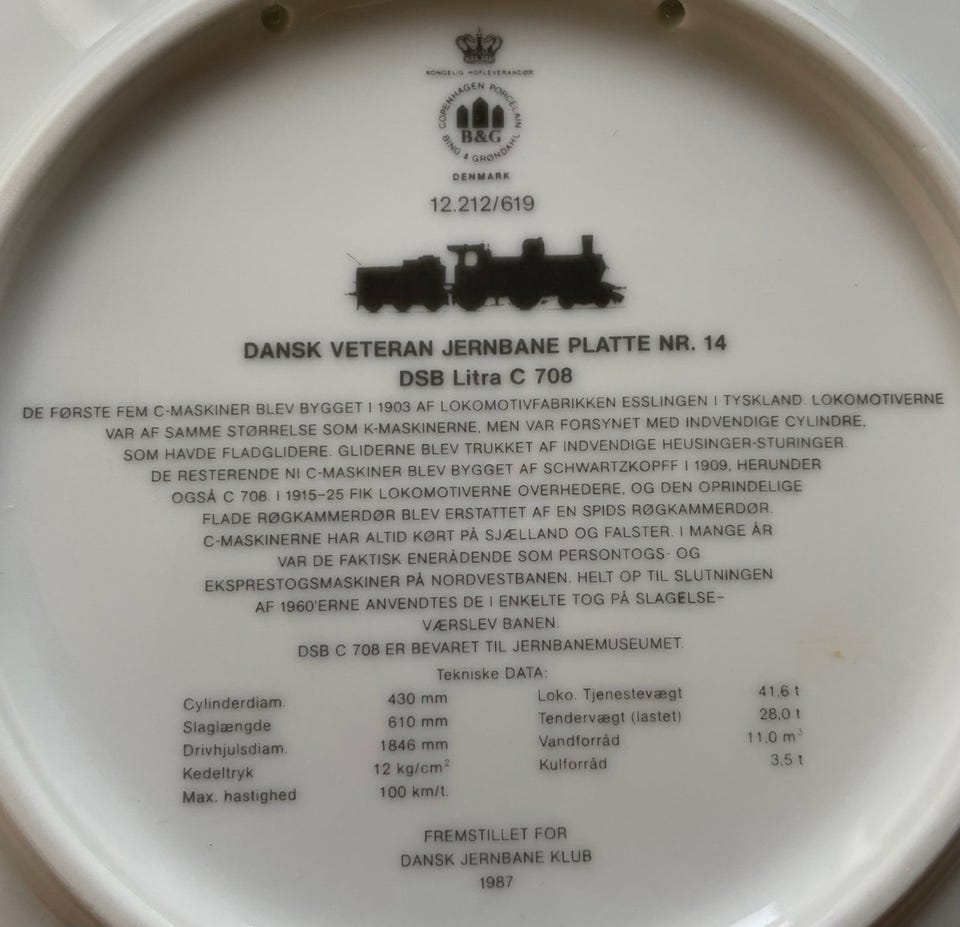 KONGELIG HOFLEVERANDØR
COPENHAGEN PORCELAIN
B&G
BING & GRØNDAHL
DENMARK
12.212/619
DANSK VETERAN JERNBANE PLATTE NR. 14
DSB Litra C 708
DE FØRSTE FEM C-MASKINER BLEV BYGGET I 1903 AF LOKOMOTIVFABRIKKEN ESSLINGEN I TYSKLAND. LOKOMOTIVERNE
VAR AF SAMME STØRRELSE SOM K-MASKINERNE, MEN VAR FORSYNET MED INDVENDIGE CYLINDRE,
SOM HAVDE FLADGLIDERE. GLIDERNE BLEV TRUKKET AF INDVENDIGE HEUSINGER-STURINGER.
DE RESTERENDE NI C-MASKINER BLEV BYGGET AF SCHWARTZKOPFF I 1909, HERUNDER
OGSÅ C 708. I 1915-25 FIK LOKOMOTIVERNE OVERHEDERE, OG DEN OPRINDELIGE
FLADE RØGKAMMERDØR BLEV ERSTATTET AF EN SPIDS RØGKAMMERDØR.
C-MASKINERNE HAR ALTID KØRT PÅ SJÆLLAND OG FALSTER. I MANGE ÅR
VAR DE FAKTISK ENERÅDENDE SOM PERSONTOGS- OG
EKSPRESTOGSMASKINER PÅ NORDVESTBANEN. HELT OP TIL SLUTNINGEN
AF 1960'ERNE ANVENDTES DE I ENKELTE TOG PÅ SLAGELSE-
VÆRSLEV BANEN.
DSB C 708 ER BEVARET TIL JERNBANEMUSEUMET.
Tekniske DATA:
Cylinderdiam. 430 mm
Slaglængde 610 mm
Drivhjulsdiam. 1846 mm
Kedeltryk 12 kg/cm²
Max. hastighed 100 km/t.
Loko. Tjenestevægt 41,6 t
Tendervægt (lastet) 28,0 t
Vandforråd 11,0 m³
Kulforråd 3,5 t
FREMSTILLET FOR
DANSK JERNBANE KLUB
1987